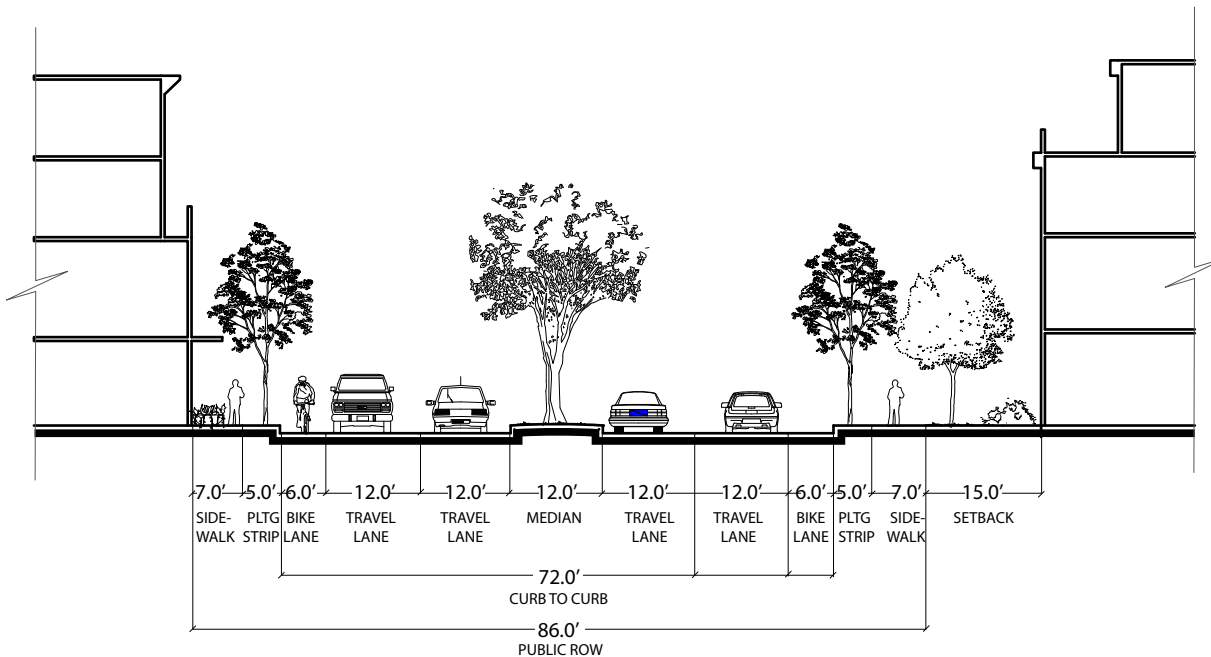 7.0' 5.0' 6.0' 12.0' 12.0' 12.0' 12.0' 12.0' 6.0' 5.0' 7.0' 15.0'
SIDE- PLTG BIKE TRAVEL TRAVEL MEDIAN TRAVEL TRAVEL BIKE PLTG SIDE- SETBACK
WALK STRIP LANE LANE LANE LANE LANE LANE STRIP WALK
72.0'
CURB TO CURB
86.0'
PUBLIC ROW